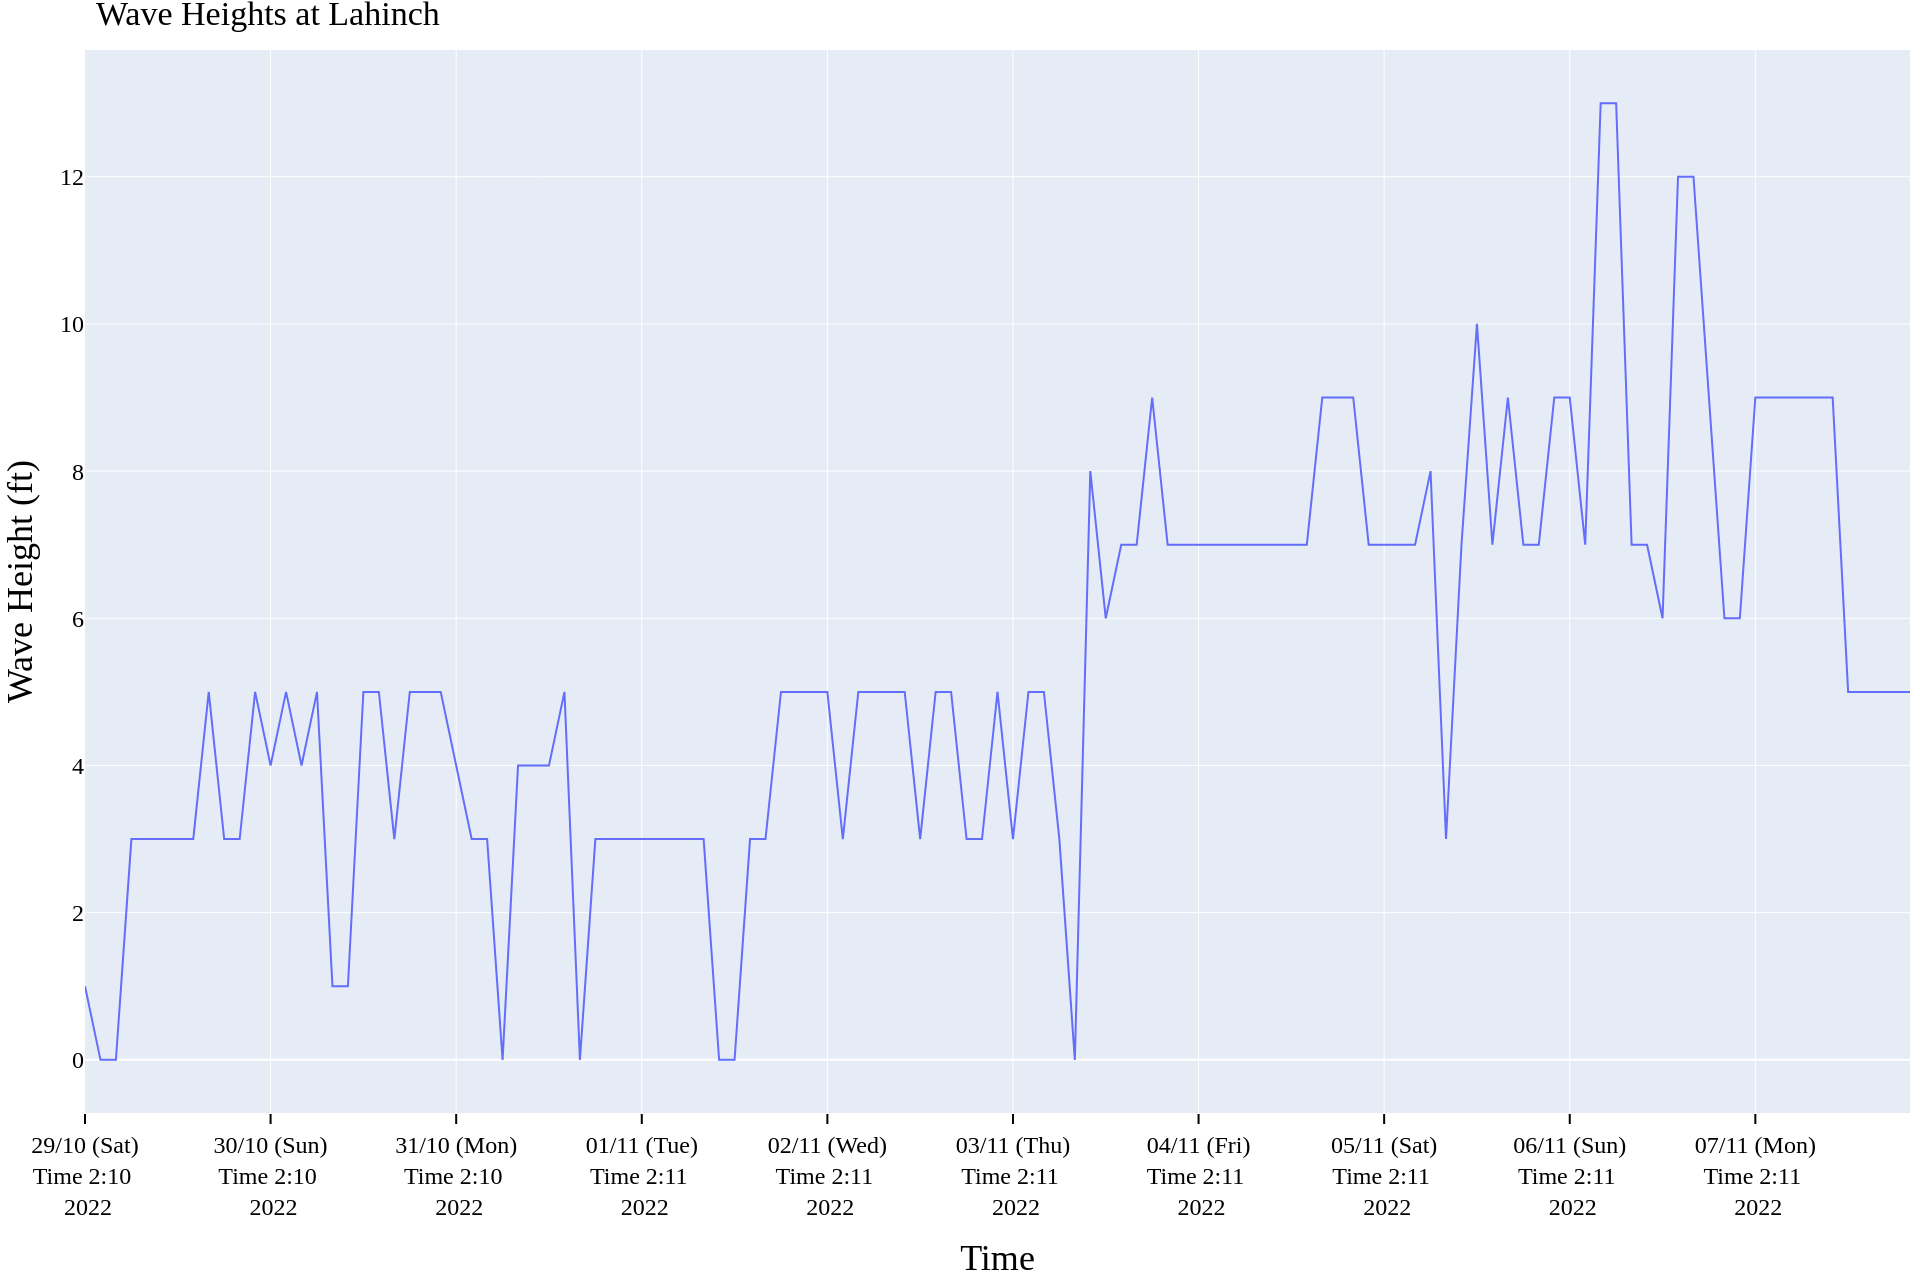 Wave Heights at Lahinch
Wave Height (ft)
12
10
8
6
4
2
0
29/10 (Sat)
Time 2:10
2022
30/10 (Sun)
Time 2:10
2022
31/10 (Mon)
Time 2:10
2022
01/11 (Tue)
Time 2:11
2022
02/11 (Wed)
Time 2:11
2022
03/11 (Thu)
Time 2:11
2022
04/11 (Fri)
Time 2:11
2022
05/11 (Sat)
Time 2:11
2022
06/11 (Sun)
Time 2:11
2022
07/11 (Mon)
Time 2:11
2022
Time